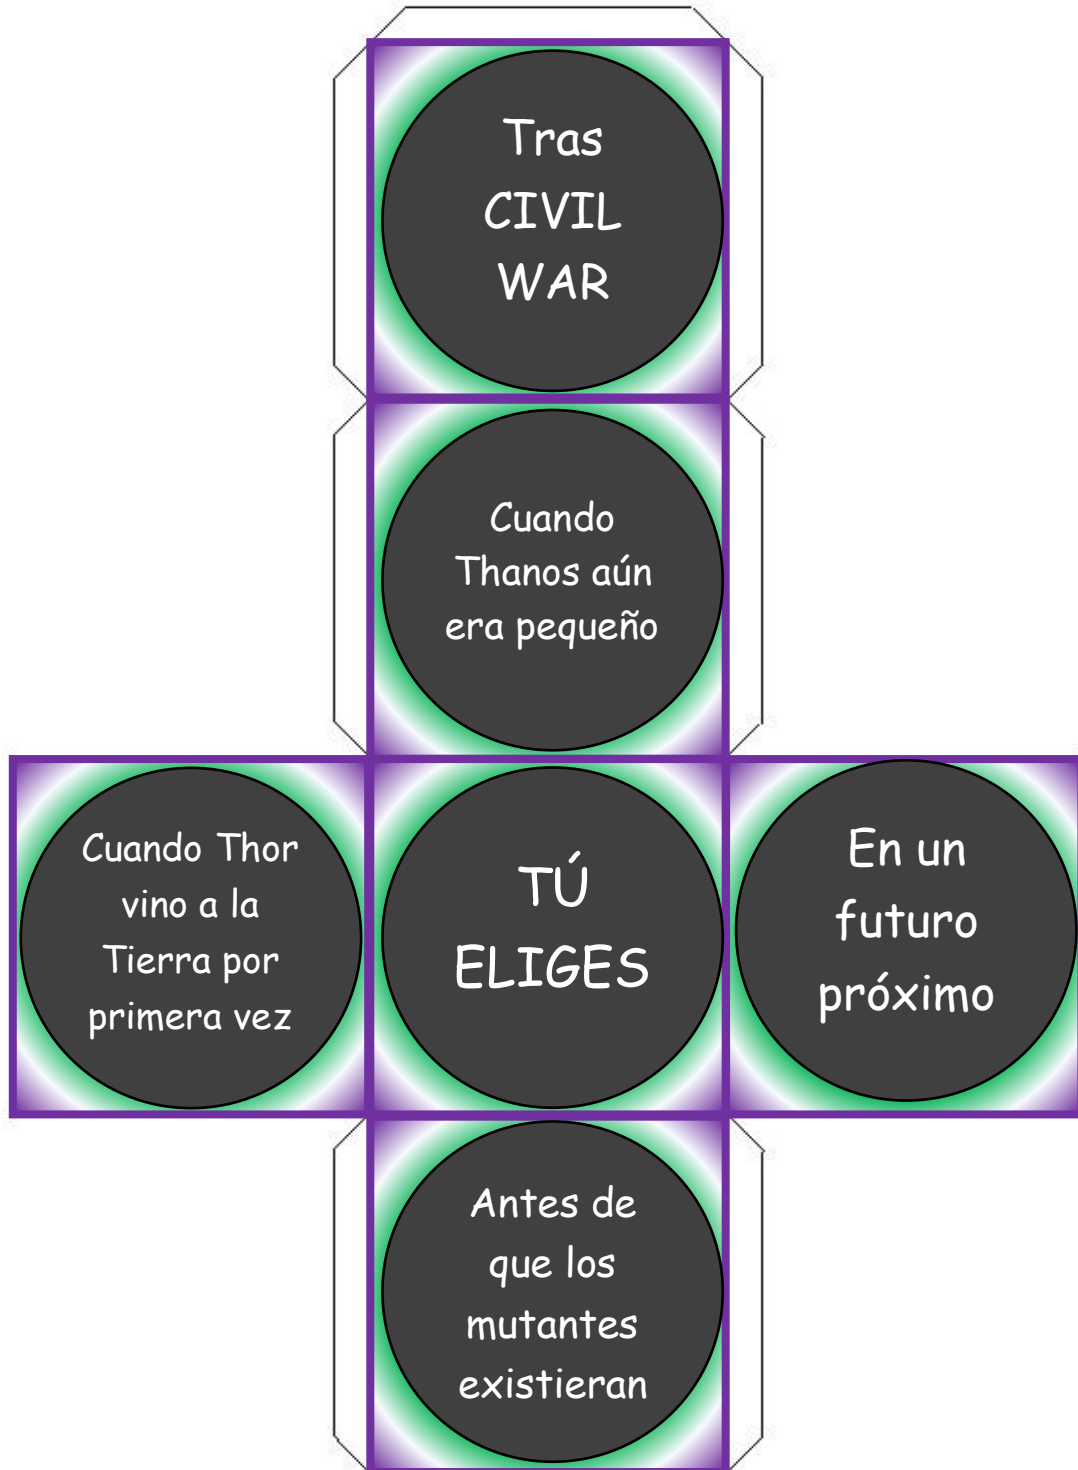 Tras
CIVIL
WAR
Cuando
Thanos aún
era pequeño
Cuando Thor
vino a la
Tierra por
primera vez
TÚ
ELIGES
En un
futuro
próximo
Antes de
que los
mutantes
existieran